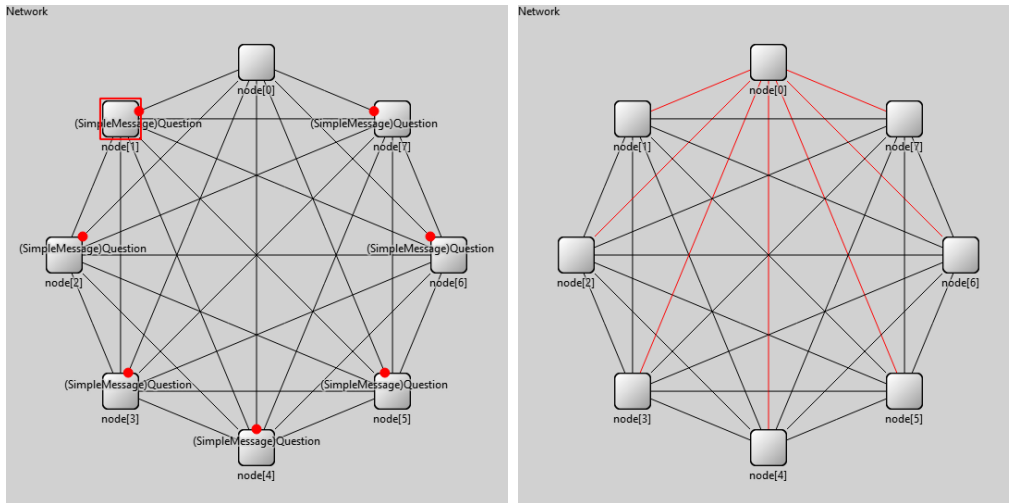 Network
node[0]
(SimpleMessage)Question
node[1]
(SimpleMessage)Question
node[7]
(SimpleMessage)Question
node[2]
(SimpleMessage)Question
node[6]
(SimpleMessage)Question
node[3]
(SimpleMessage)Question
node[5]
(SimpleMessage)Question
node[4]
Network
node[0]
node[1]
node[7]
node[2]
node[6]
node[3]
node[5]
node[4]